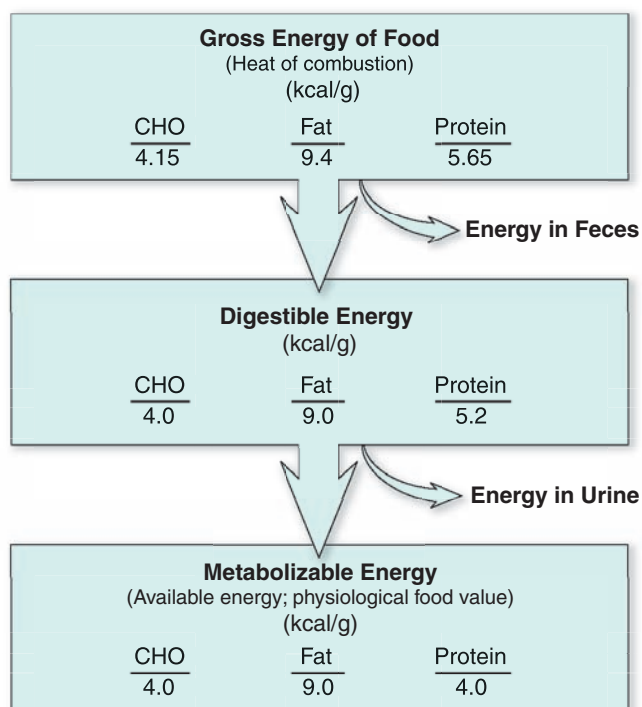 Gross Energy of Food
(Heat of combustion)
(kcal/g)
CHO Fat Protein
4.15 9.4 5.65
Energy in Feces
Digestible Energy
(kcal/g)
CHO Fat Protein
4.0 9.0 5.2
Energy in Urine
Metabolizable Energy
(Available energy; physiological food value)
(kcal/g)
CHO Fat Protein
4.0 9.0 4.0